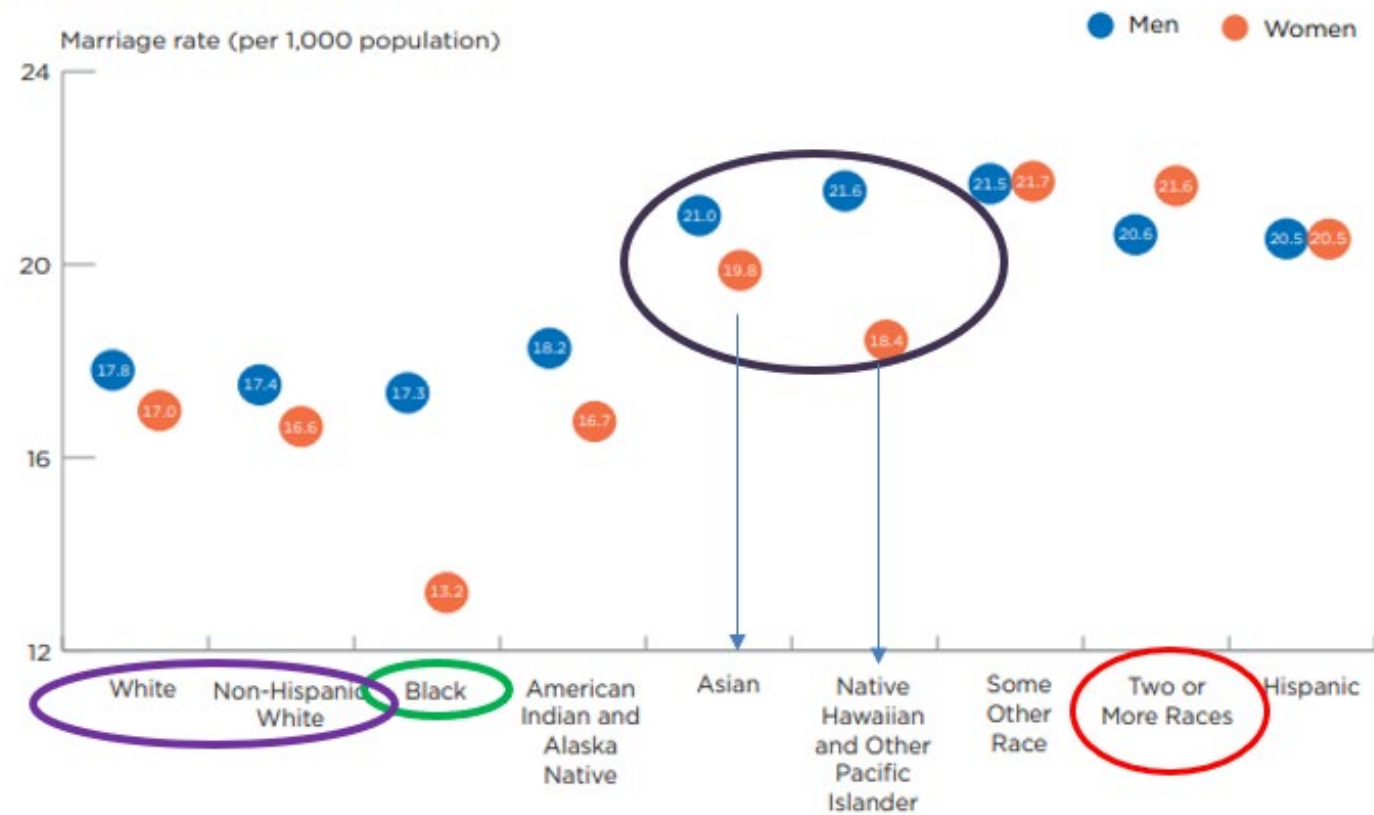 Marriage rate (per 1,000 population)
Men
Women
24
20
16
12
17.8
17.0
17.4
16.6
17.3
13.2
18.2
16.7
21.0
19.8
21.6
18.4
21.5
21.7
20.6
21.6
20.5
20.5
White
Non-Hispanic
White
Black
American
Indian and
Alaska
Native
Asian
Native
Hawaiian
and Other
Pacific
Islander
Some
Other
Race
Two or
More Races
Hispanic